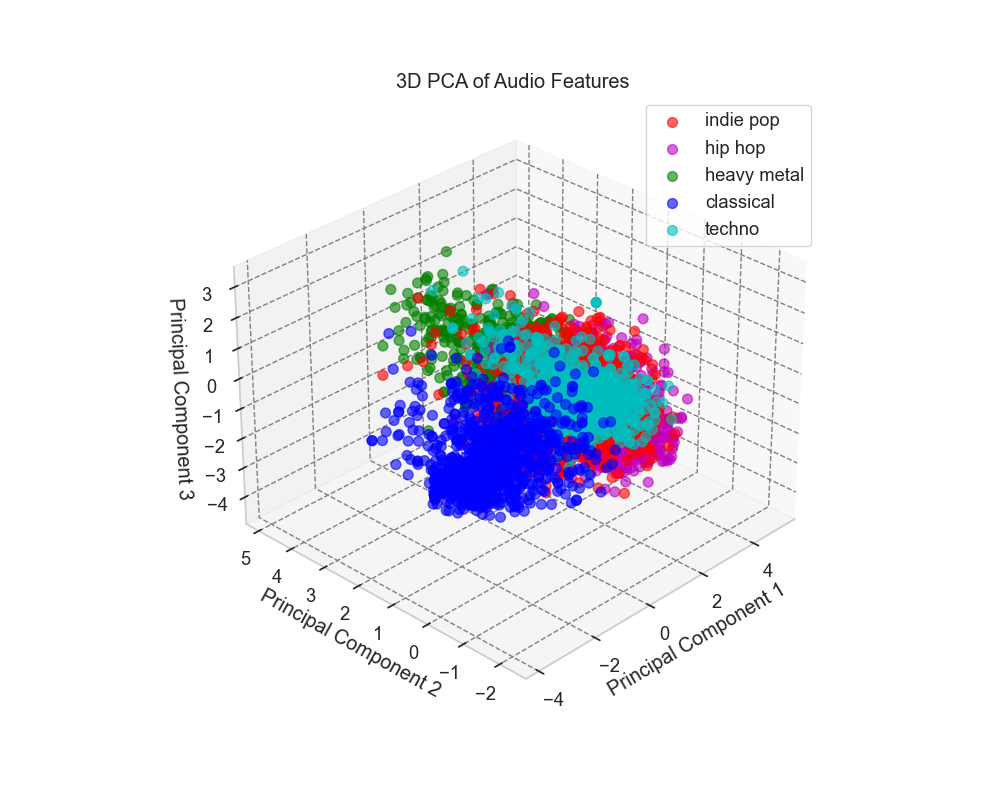 3D PCA of Audio Features
indie pop
hip hop
heavy metal
classical
techno
3
2
1
0
−1
−2
−3
−4
Principal Component 3
5
4
3
2
1
0
−1
−2
Principal Component 2
−4
−2
0
2
4
Principal Component 1